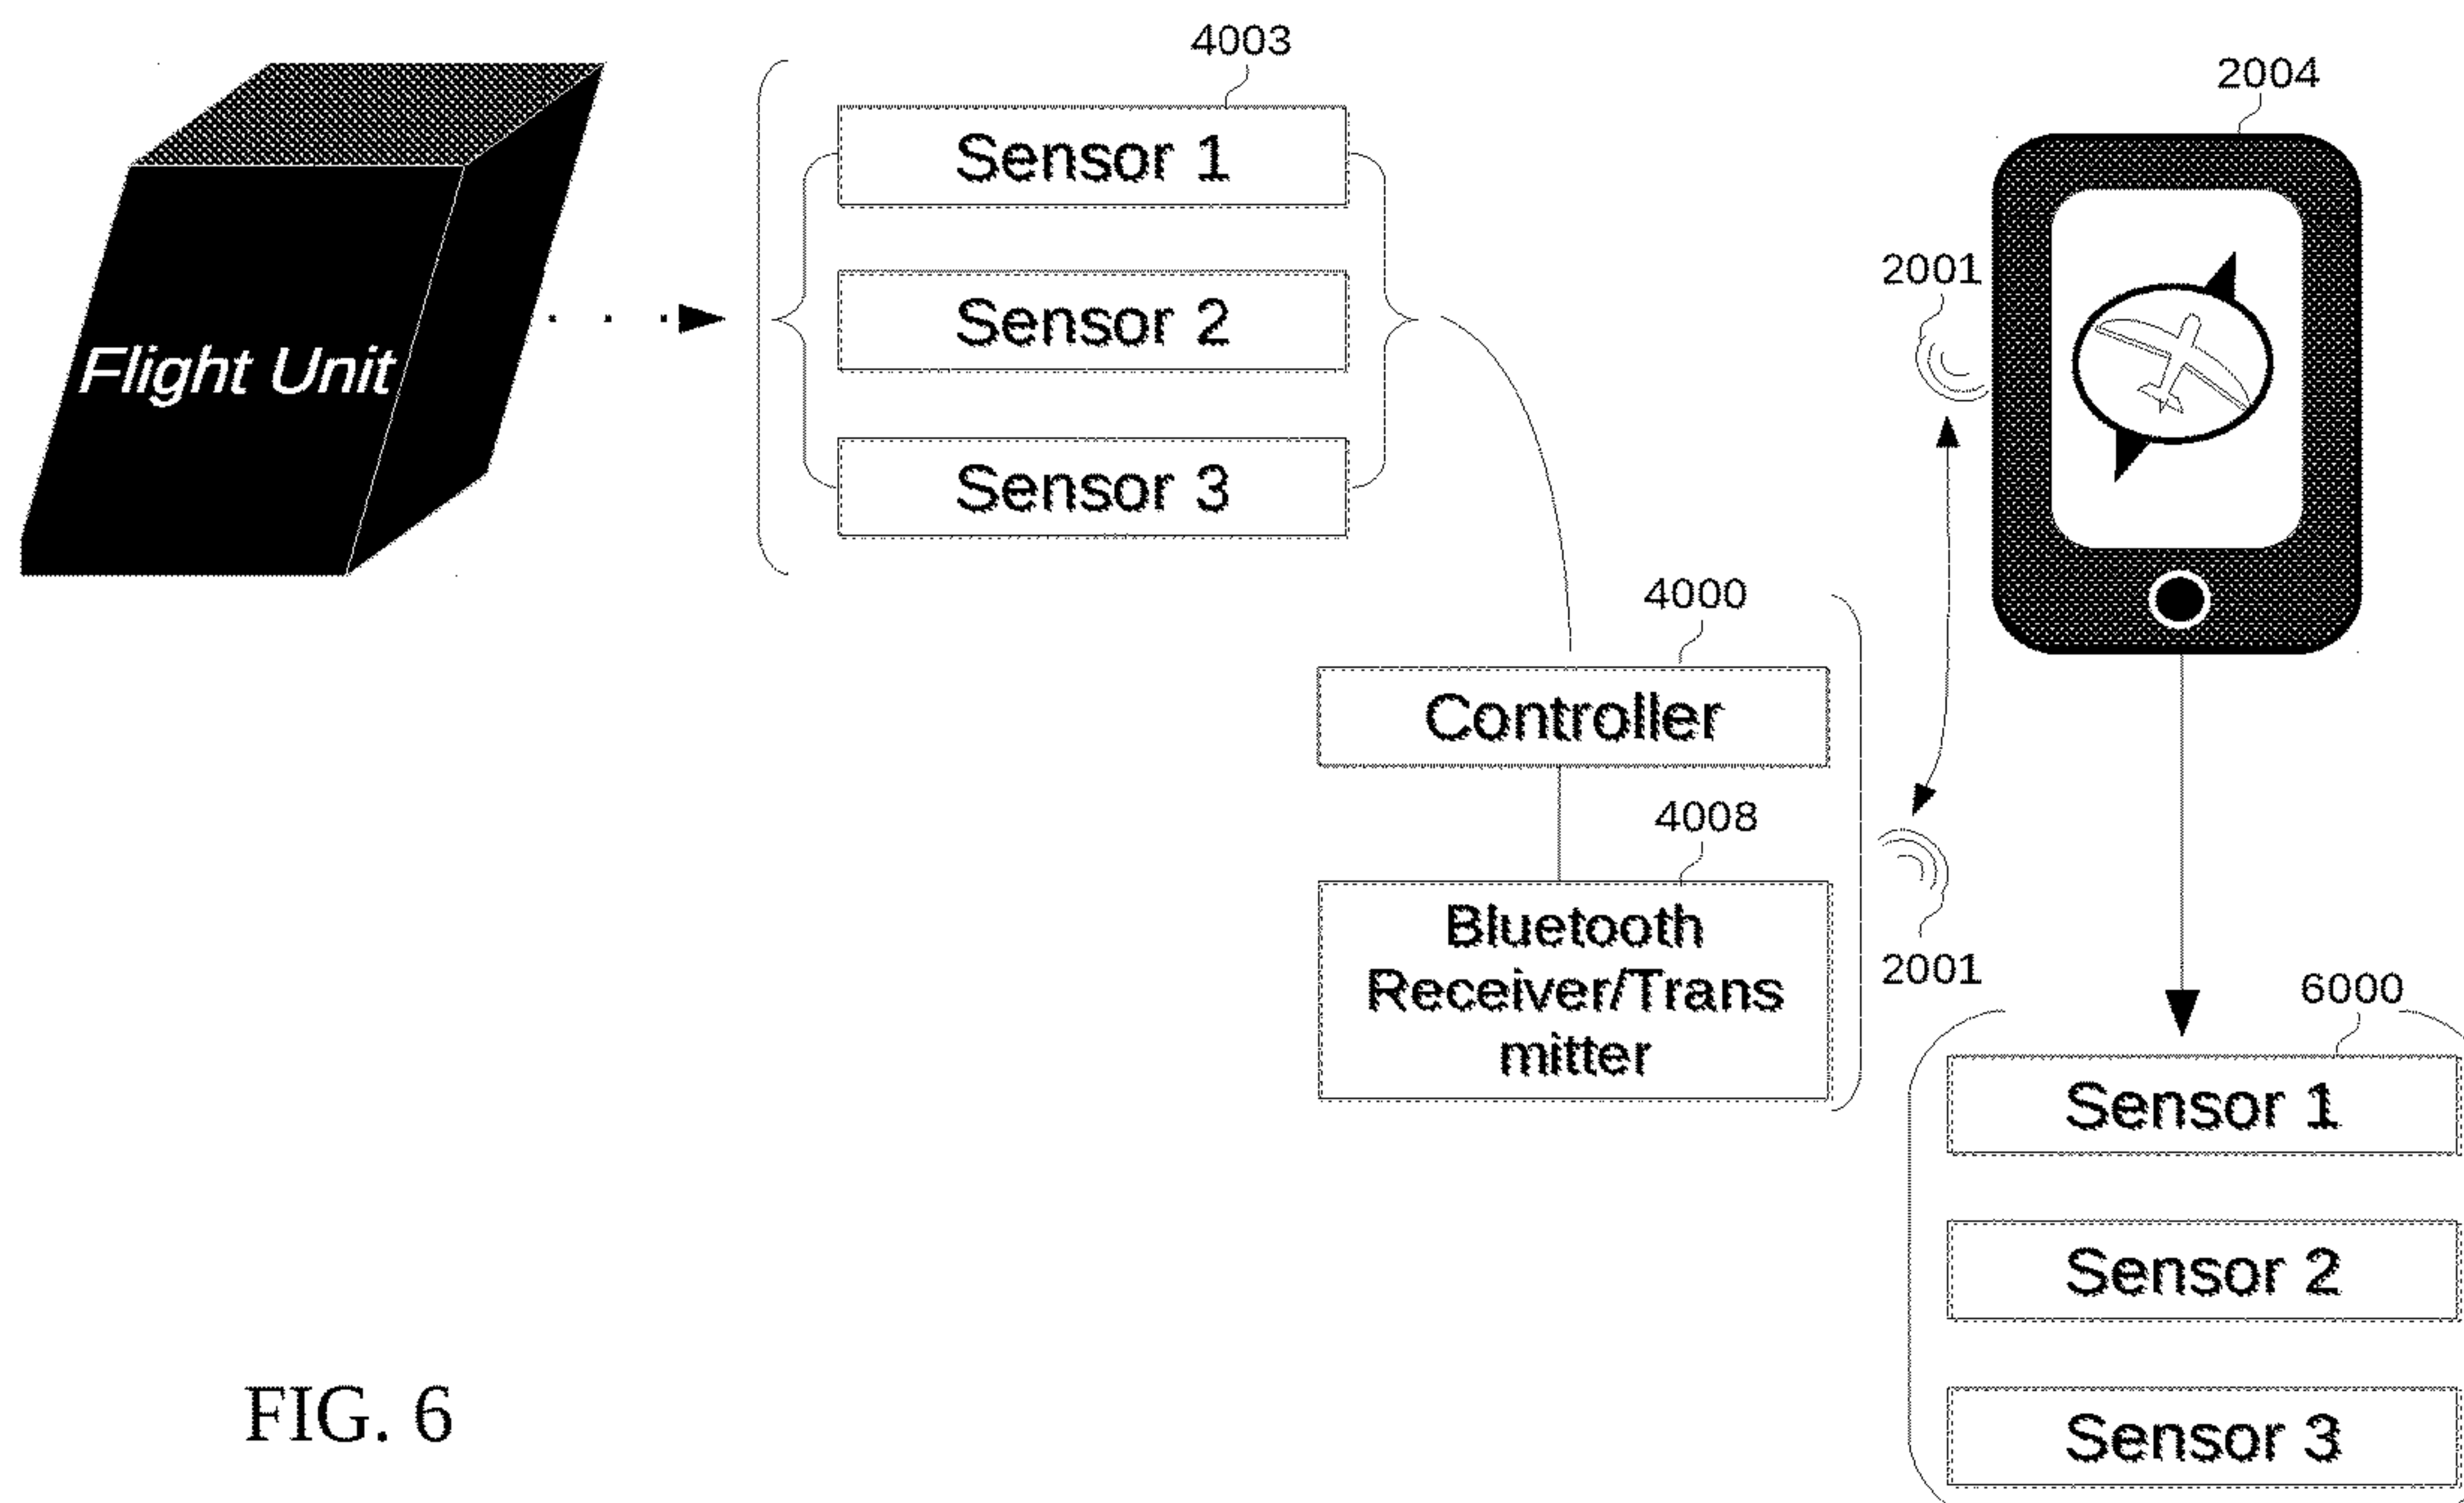 4003
Sensor 1
Sensor 2
Sensor 3
Flight Unit
2004
2001
4000
Controller
4008
Bluetooth
Receiver/Trans
mitter
2001
6000
Sensor 1
Sensor 2
Sensor 3
FIG. 6